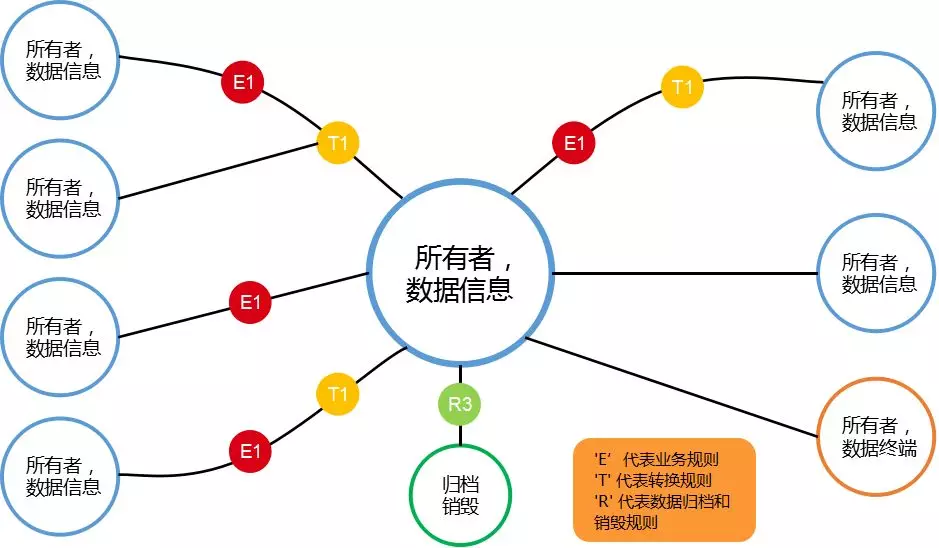 所有者，
数据信息
E1
T1
所有者，
数据信息
所有者，
数据信息
E1
所有者，
数据信息
E1
T1
所有者，
数据信息
E1
T1
所有者，
数据信息
所有者，
数据信息
所有者，
数据终端
R3
归档
销毁
'E‘ 代表业务规则
'T' 代表转换规则
'R' 代表数据归档和
销毁规则